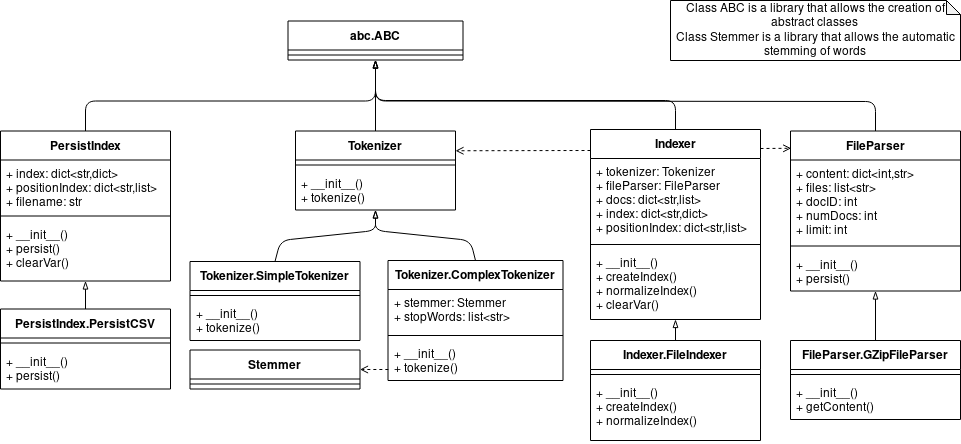 Class ABC is a library that allows the creation of
abstract classes
Class Stemmer is a library that allows the automatic
stemming of words
abc.ABC
PersistIndex
+ index: dict<str,dict>
+ positionIndex: dict<str,list>
+ filename: str
+ __init__()
+ persist()
+ clearVar()
Tokenizer
+ __init__()
+ tokenize()
Indexer
+ tokenizer: Tokenizer
+ fileParser: FileParser
+ docs: dict<str,list>
+ index: dict<str,dict>
+ positionIndex: dict<str,list>
+ __init__()
+ createIndex()
+ normalizeIndex()
+ clearVar()
FileParser
+ content: dict<int,str>
+ files: list<str>
+ docID: int
+ numDocs: int
+ limit: int
+ __init__()
+ persist()
Tokenizer.SimpleTokenizer
+ __init__()
+ tokenize()
Tokenizer.ComplexTokenizer
+ stemmer: Stemmer
+ stopWords: list<str>
+ __init__()
+ tokenize()
PersistIndex.PersistCSV
+ __init__()
+ persist()
Stemmer
Indexer.FileIndexer
+ __init__()
+ createIndex()
+ normalizeIndex()
FileParser.GZipFileParser
+ __init__()
+ getContent()